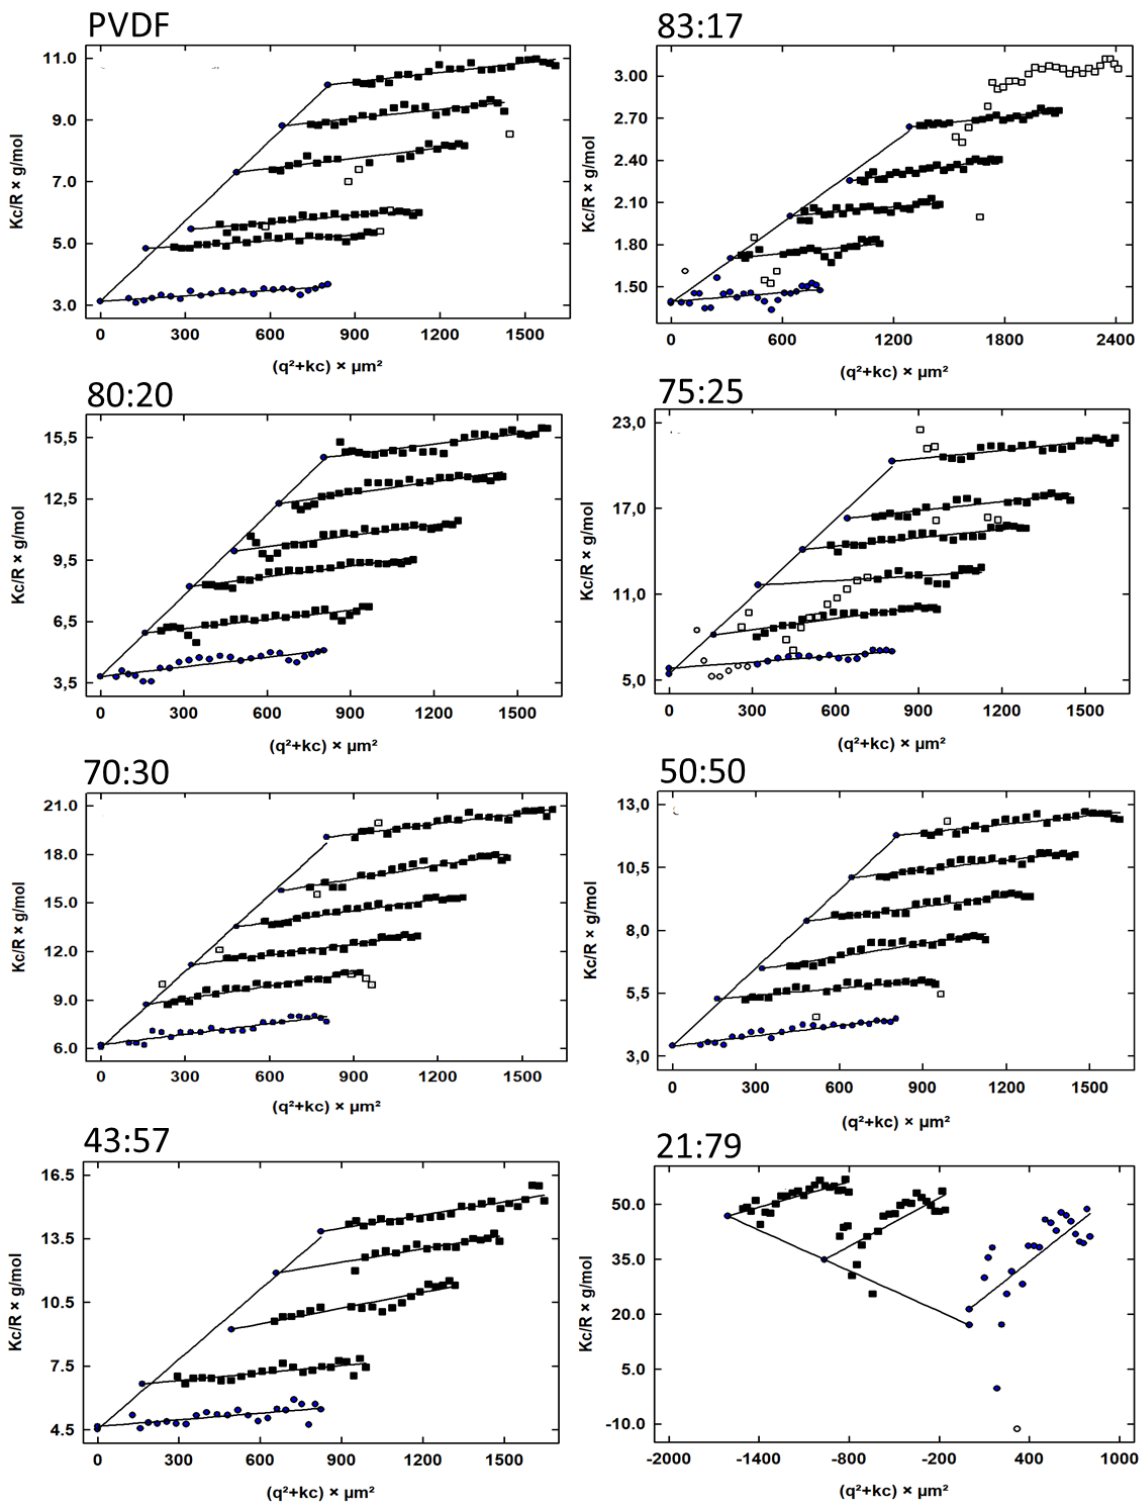 PVDF
11.0
9.0
7.0
5.0
3.0
Kc/R × g/mol
0 300 600 900 1200 1500
(q²+kc) × µm²
83:17
3.00
2.70
2.40
2.10
1.80
1.50
Kc/R × g/mol
0 600 1200 1800 2400
(q²+kc) × µm²
80:20
15,5
12,5
9,5
6,5
3,5
Kc/R × g/mol
0 300 600 900 1200 1500
(q²+kc) × µm²
75:25
23,0
17,0
11,0
5,0
Kc/R × g/mol
0 300 600 900 1200 1500
(q²+kc) × µm²
70:30
21.0
18.0
15.0
12.0
9.0
6.0
Kc/R × g/mol
0 300 600 900 1200 1500
(q²+kc) × µm²
50:50
13,0
10,5
8,0
5,5
3,0
Kc/R × g/mol
0 300 600 900 1200 1500
(q²+kc) × µm²
43:57
16.5
13.5
10.5
7.5
4.5
Kc/R × g/mol
0 300 600 900 1200 1500
(q²+kc) × µm²
21:79
50.0
35.0
20.0
5.0
-10.0
Kc/R × g/mol
-2000 -1400 -800 -200 400 1000
(q²+kc) × µm²